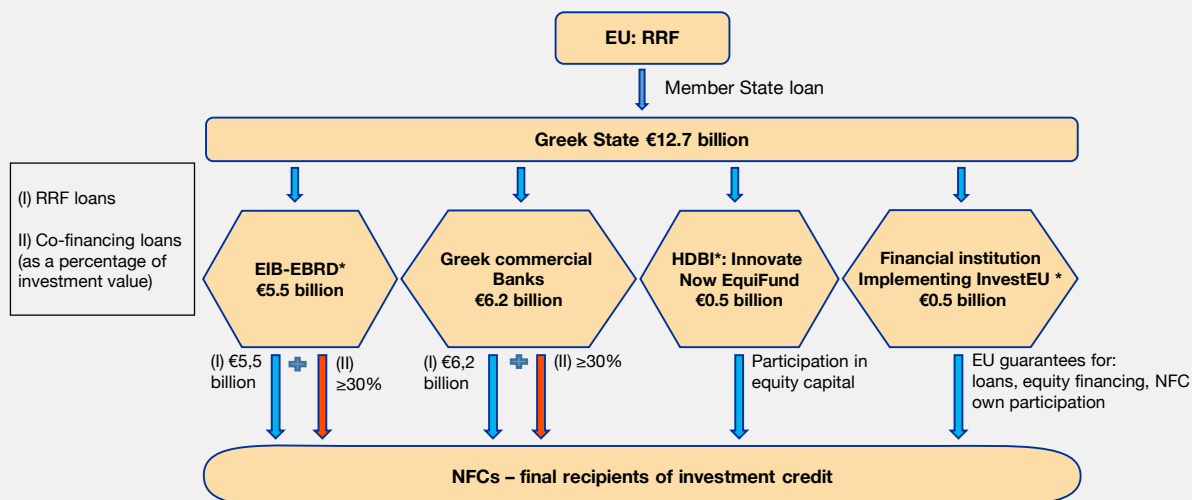 EU: RRF
Member State loan
Greek State €12.7 billion
(I) RRF loans
II) Co-financing loans
(as a percentage of
investment value)
EIB-EBRD*
€5.5 billion
Greek commercial
Banks
€6.2 billion
HDBI*: Innovate
Now EquiFund
€0.5 billion
Financial institution
Implementing InvestEU *
€0.5 billion
(I) €5,5
billion
(II)
≥30%
(I) €6,2
billion
(II) ≥30%
Participation in
equity capital
EU guarantees for:
loans, equity financing, NFC
own participation
NFCs – final recipients of investment credit